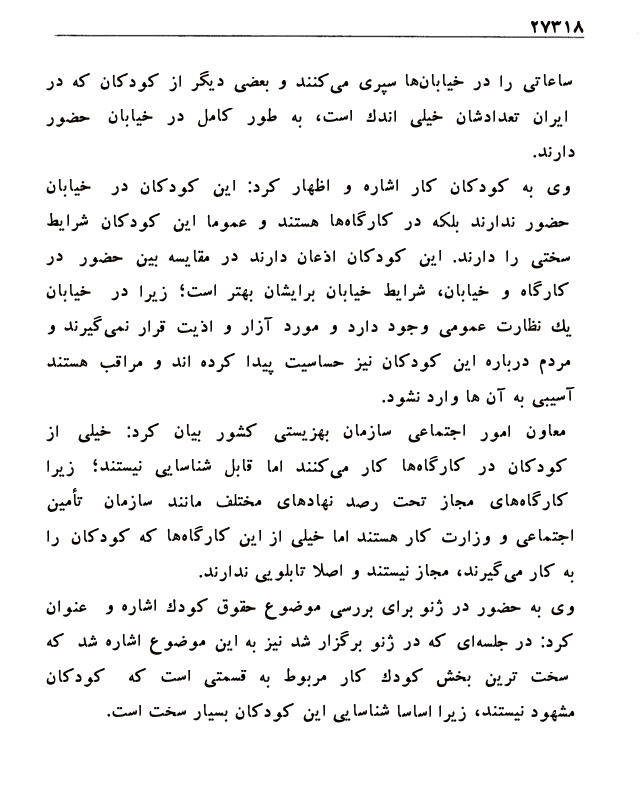 ۲۷۳۱۸
ساعاتی را در خیابان‌ها سپری می‌کنند و بعضی دیگر از کودکان که در
ایران تعدادشان خیلی اندك است، به طور کامل در خیابان حضور
دارند.
وی به کودکان کار اشاره و اظهار کرد: این کودکان در خیابان
حضور ندارند بلکه در کارگاه‌ها هستند و عموما این کودکان شرایط
سختی را دارند. این کودکان اذعان دارند در مقایسه بین حضور در
کارگاه و خیابان، شرایط خیابان برایشان بهتر است؛ زیرا در خیابان
یك نظارت عمومی وجود دارد و مورد آزار و اذیت قرار نمی‌گیرند و
مردم درباره این کودکان نیز حساسیت پیدا کرده اند و مراقب هستند
آسیبی به آن ها وارد نشود.
معاون امور اجتماعی سازمان بهزیستی کشور بیان کرد: خیلی از
کودکان در کارگاه‌ها کار می‌کنند اما قابل شناسایی نیستند؛ زیرا
کارگاه‌های مجاز تحت رصد نهادهای مختلف مانند سازمان تأمین
اجتماعی و وزارت کار هستند اما خیلی از این کارگاه‌ها که کودکان را
به کار می‌گیرند، مجاز نیستند و اصلا تابلویی ندارند.
وی به حضور در ژنو برای بررسی موضوع حقوق کودك اشاره و عنوان
کرد: در جلسه‌ای که در ژنو برگزار شد نیز به این موضوع اشاره شد که
سخت ترین بخش کودك کار مربوط به قسمتی است که کودکان
مشهود نیستند، زیرا اساسا شناسایی این کودکان بسیار سخت است.